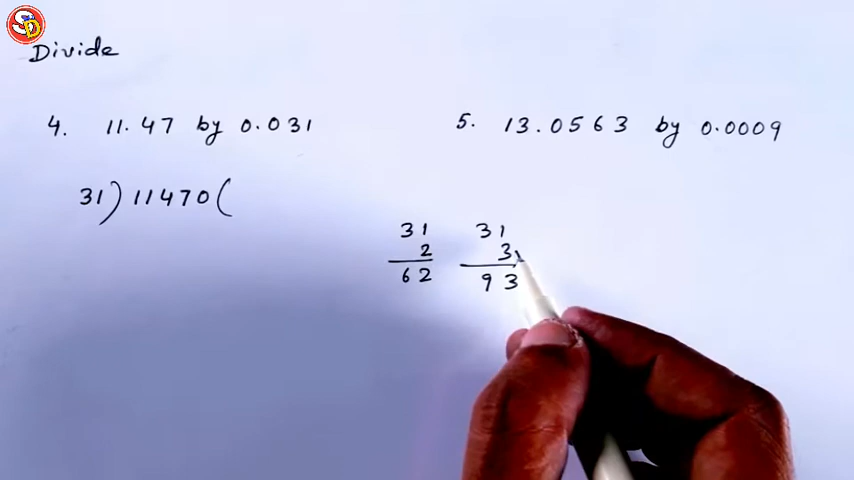 SD
Divide
4. 11.47 by 0.031
5. 13.0563 by 0.0009
31)11470(
31
2
62
31
3
93